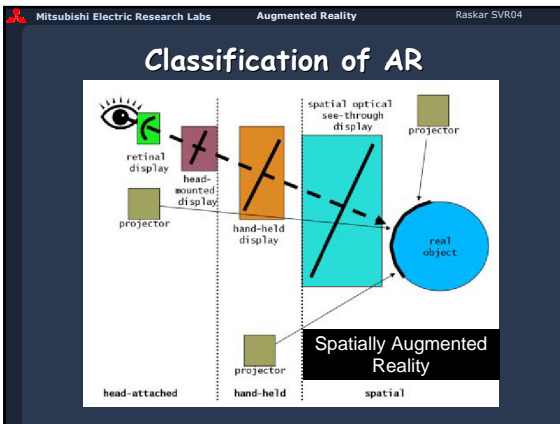 Mitsubishi Electric Research Labs Augmented Reality Raskar SVR04
Classification of AR
spatial optical
see-through
display
projector
retinal
display
head-
mounted
display
projector
hand-held
display
real
object
projector
Spatially Augmented
Reality
head-attached hand-held spatial